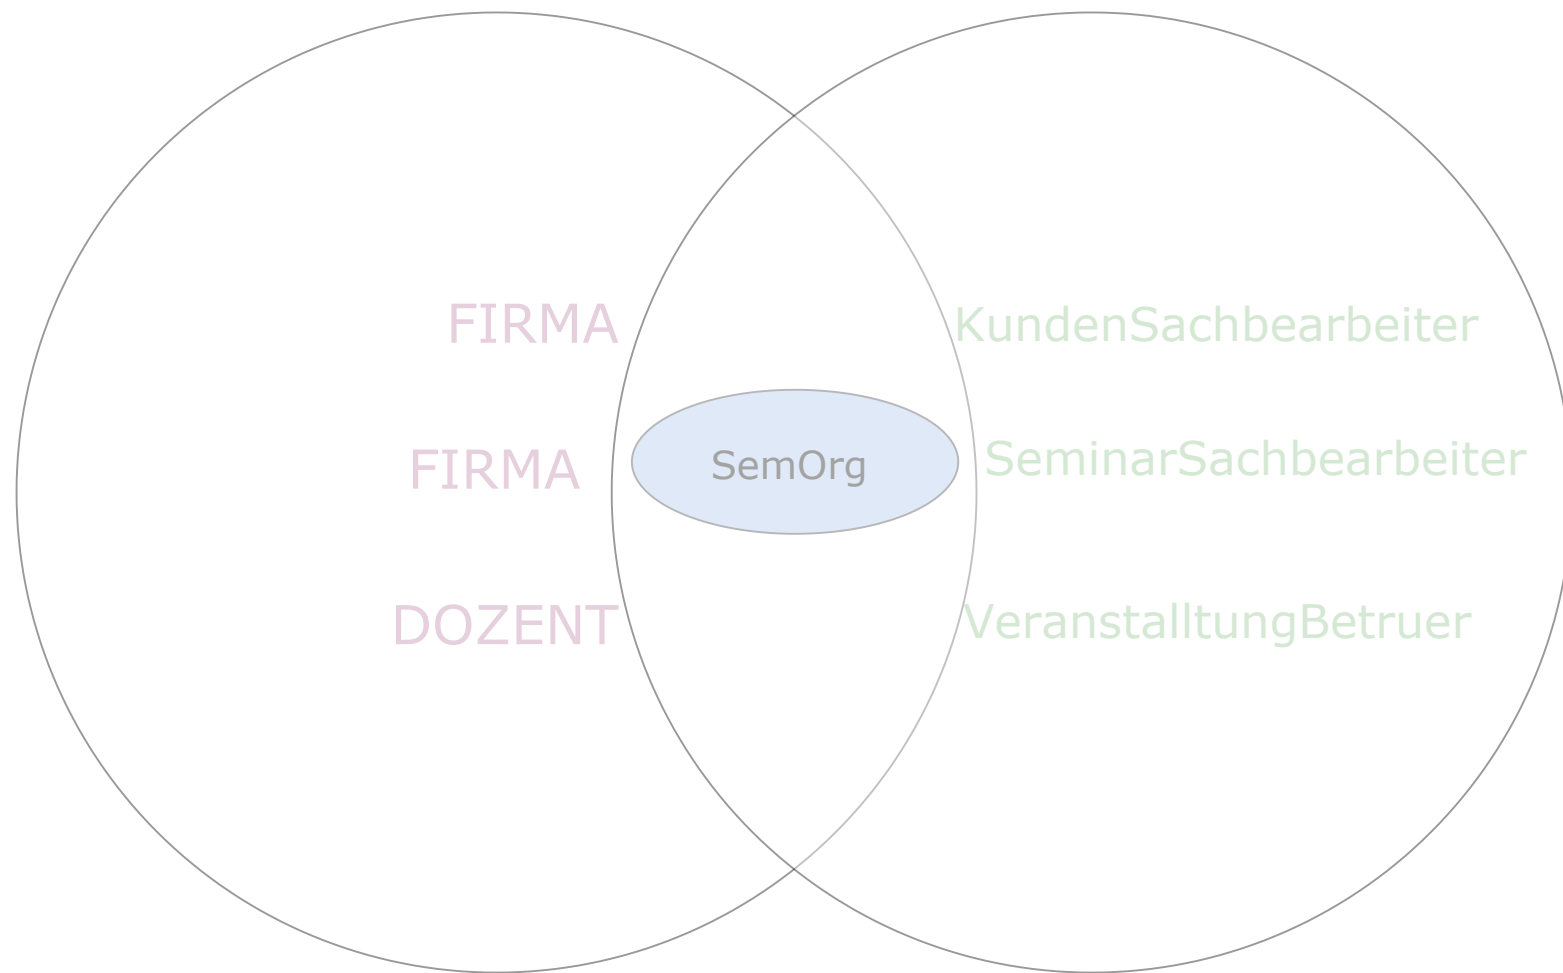 FIRMA
KundenSachbearbeiter
FIRMA
SemOrg
SeminarSachbearbeiter
DOZENT
VeranstalltungBetruer